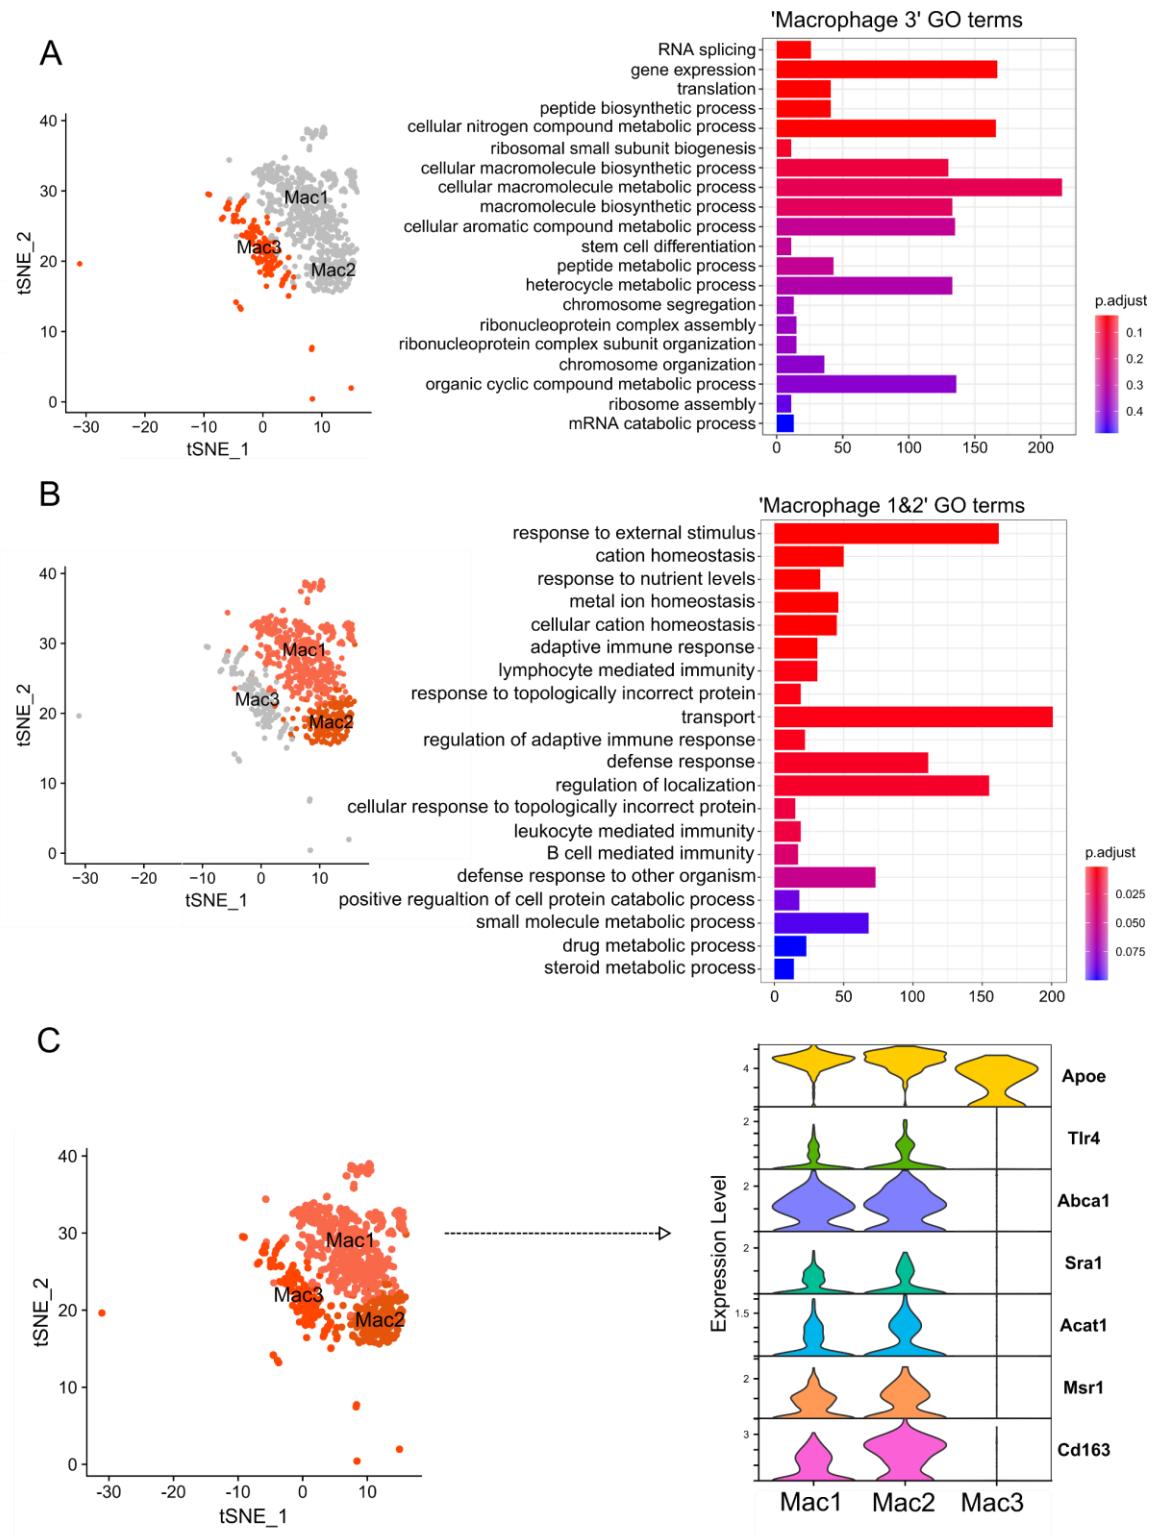 A
'Macrophage 3' GO terms
RNA splicing
gene expression
translation
peptide biosynthetic process
cellular nitrogen compound metabolic process
ribosomal small subunit biogenesis
cellular macromolecule biosynthetic process
cellular macromolecule metabolic process
macromolecule biosynthetic process
cellular aromatic compound metabolic process
stem cell differentiation
peptide metabolic process
heterocycle metabolic process
chromosome segregation
ribonucleoprotein complex assembly
ribonucleoprotein complex subunit organization
chromosome organization
organic cyclic compound metabolic process
ribosome assembly
mRNA catabolic process
0 50 100 150 200
p.adjust
0.1
0.2
0.3
0.4
40
30
20
10
0
tSNE_2
Mac1
Mac3
Mac2
−30 −20 −10 0 10
tSNE_1
B
'Macrophage 1&2' GO terms
response to external stimulus
cation homeostasis
response to nutrient levels
metal ion homeostasis
cellular cation homeostasis
adaptive immune response
lymphocyte mediated immunity
response to topologically incorrect protein
transport
regulation of adaptive immune response
defense response
regulation of localization
cellular response to topologically incorrect protein
leukocyte mediated immunity
B cell mediated immunity
defense response to other organism
positive regualtion of cell protein catabolic process
small molecule metabolic process
drug metabolic process
steroid metabolic process
0 50 100 150 200
p.adjust
0.025
0.050
0.075
40
30
20
10
0
tSNE_2
Mac1
Mac3
Mac2
−30 −20 −10 0 10
tSNE_1
C
40
30
20
10
0
tSNE_2
Mac1
Mac3
Mac2
-30 -20 -10 0 10
tSNE_1
Expression Level
4
Apoe
2
Tlr4
2
Abca1
2
Sra1
1.5
Acat1
2
Msr1
3
Cd163
Mac1 Mac2 Mac3